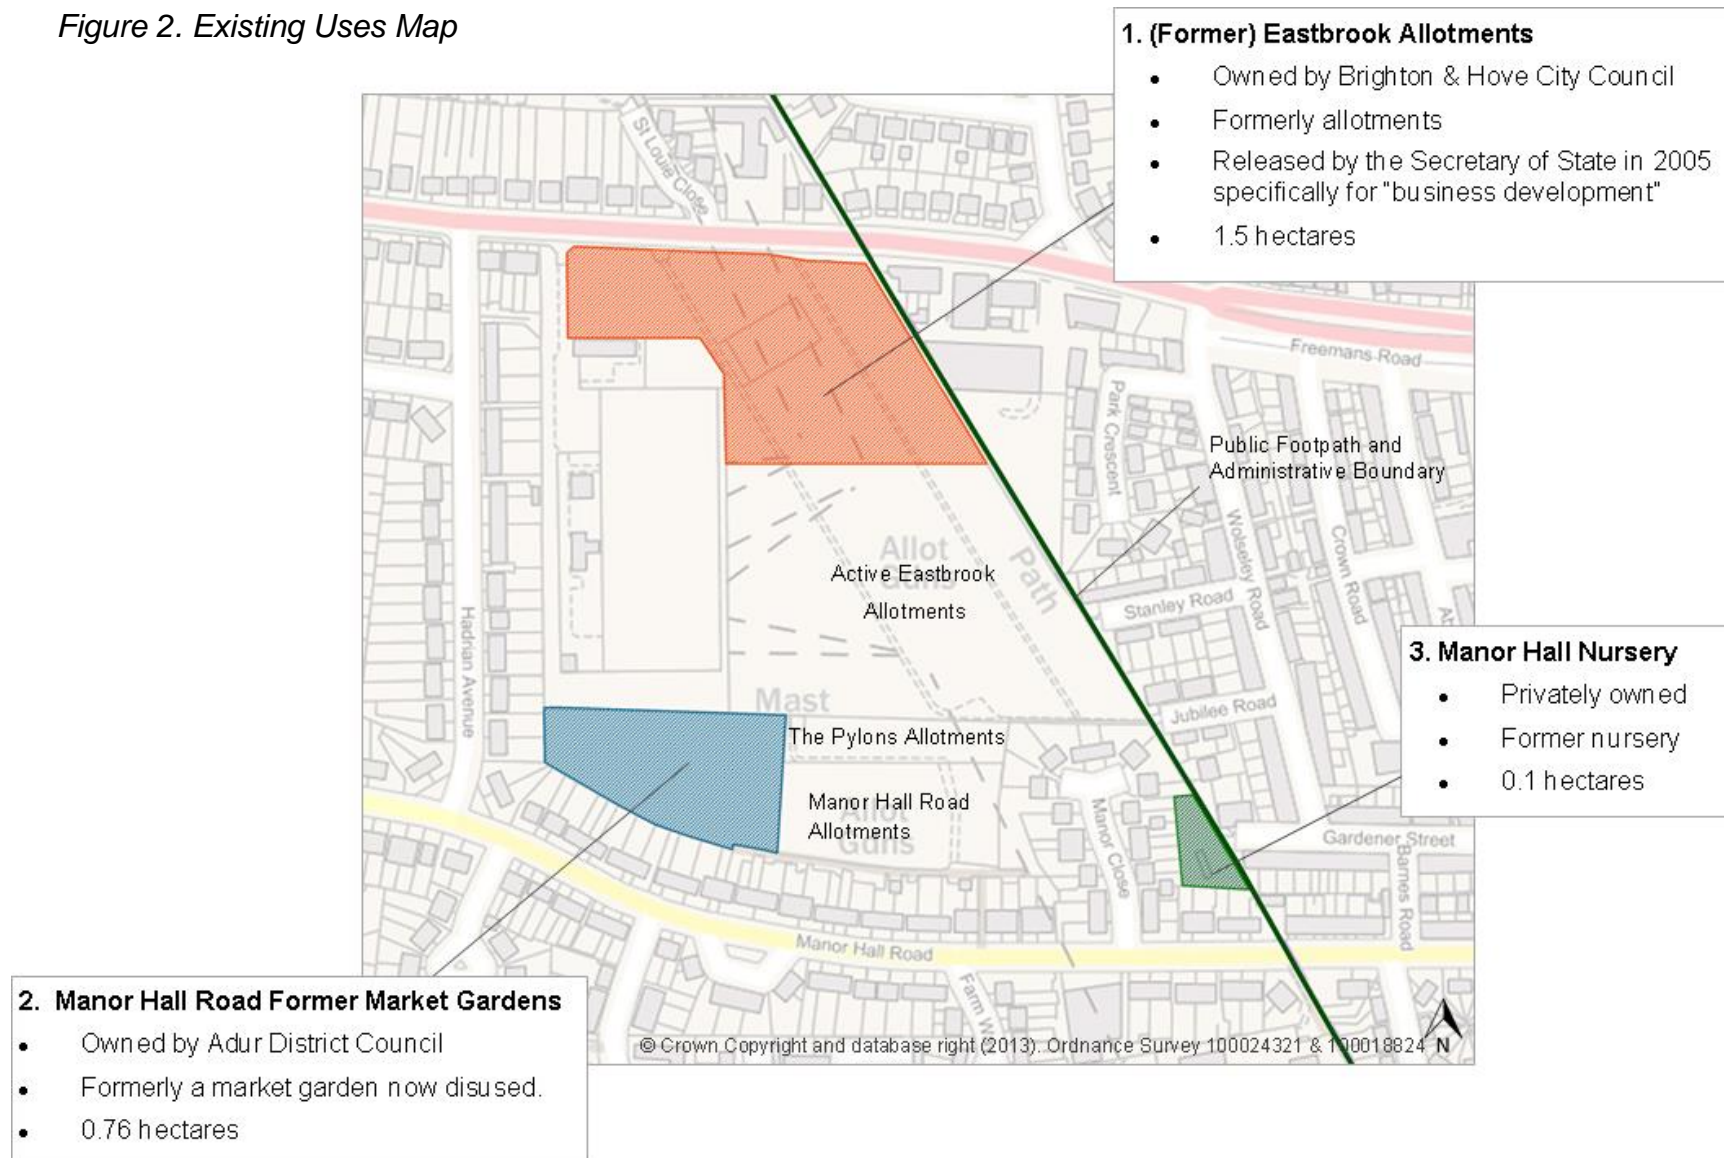 Figure 2. Existing Uses Map
1. (Former) Eastbrook Allotments
• Owned by Brighton & Hove City Council
• Formerly allotments
• Released by the Secretary of State in 2005
specifically for "business development"
• 1.5 hectares
St Louie Close
Freemans Road
Park Crescent
Public Footpath and
Administrative Boundary
Wolseley Road
Crown Road
Allot
Gdns
Path
Active Eastbrook
Allotments
Stanley Road
Hadrian Avenue
3. Manor Hall Nursery
• Privately owned
• Former nursery
• 0.1 hectares
Mast
Jubilee Road
The Pylons Allotments
Manor Hall Road
Allotments
Allot
Gdns
Manor Close
Gardener Street
Barnes Road
Manor Hall Road
2. Manor Hall Road Former Market Gardens
• Owned by Adur District Council
• Formerly a market garden now disused.
• 0.76 hectares
Farm
© Crown Copyright and database right (2013). Ordnance Survey 100024321 & 100018824
N